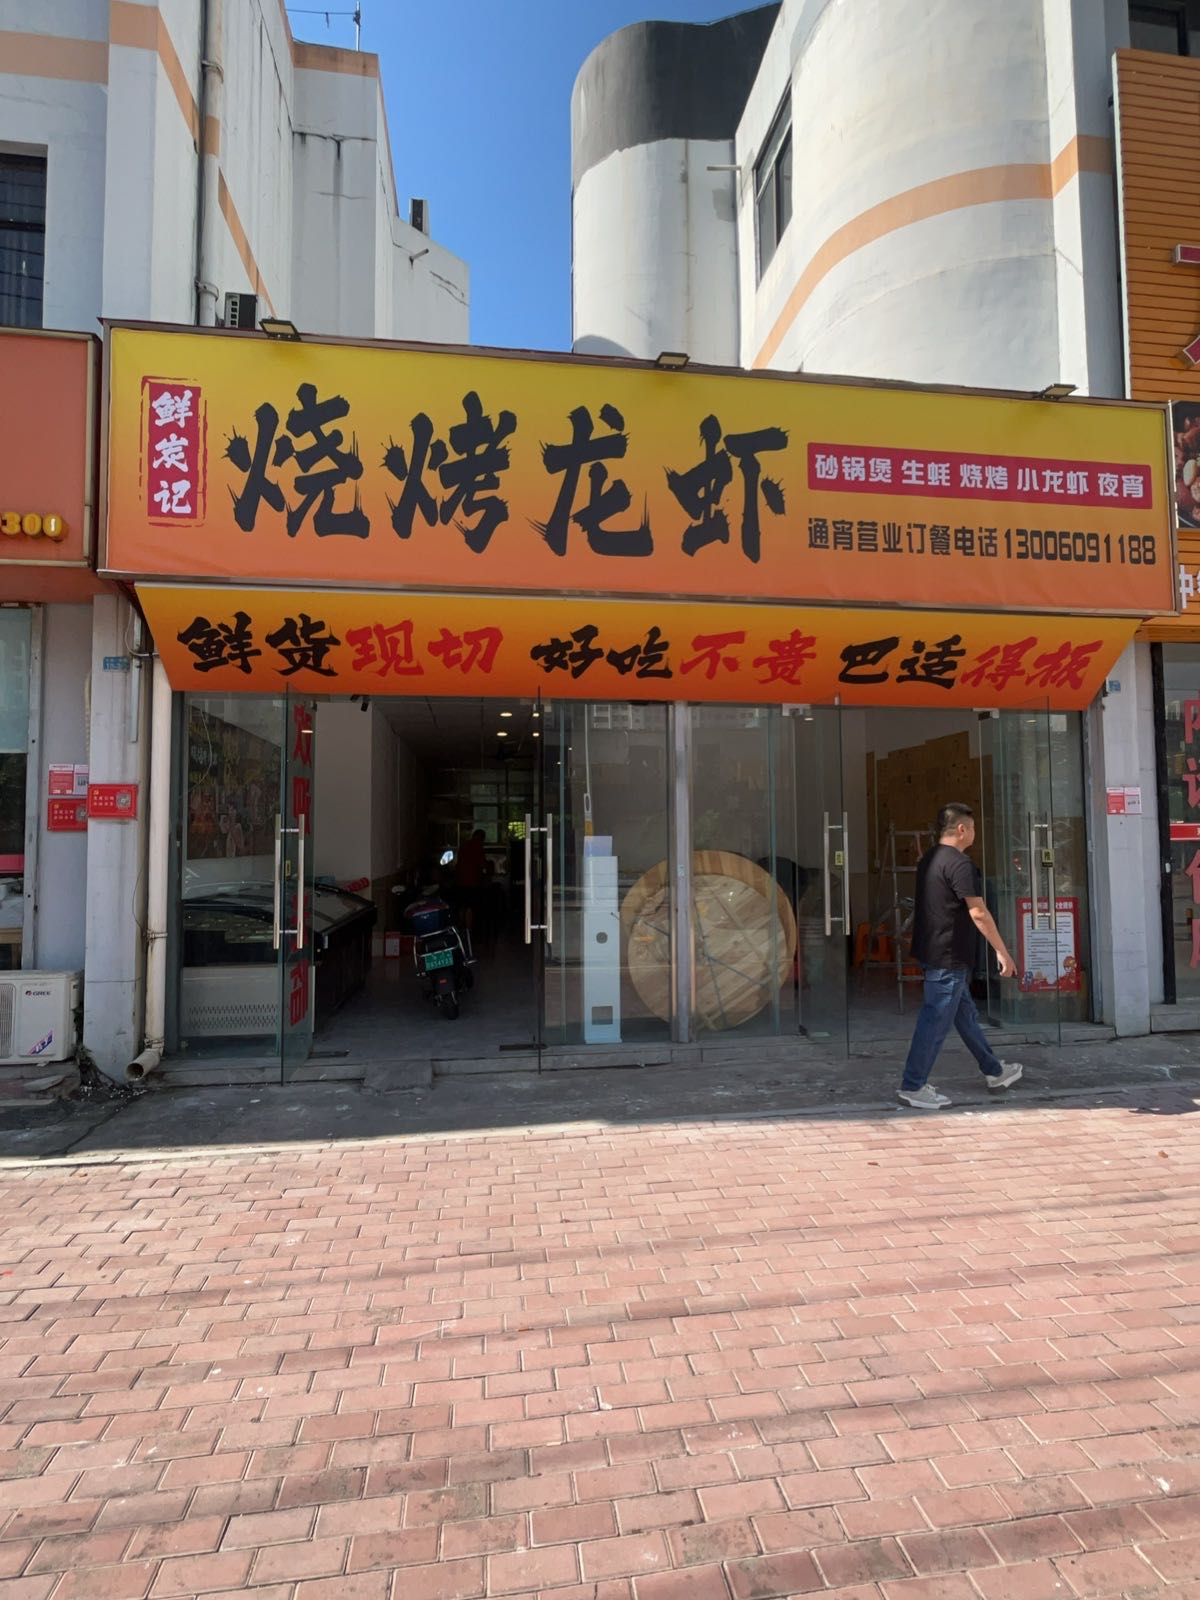 鲜炭记
烧烤龙虾
砂锅煲 生蚝 烧烤 小龙虾 夜宵
通宵营业订餐电话13006091188
鲜货现切 好吃不贵 巴适得板
300
GREE